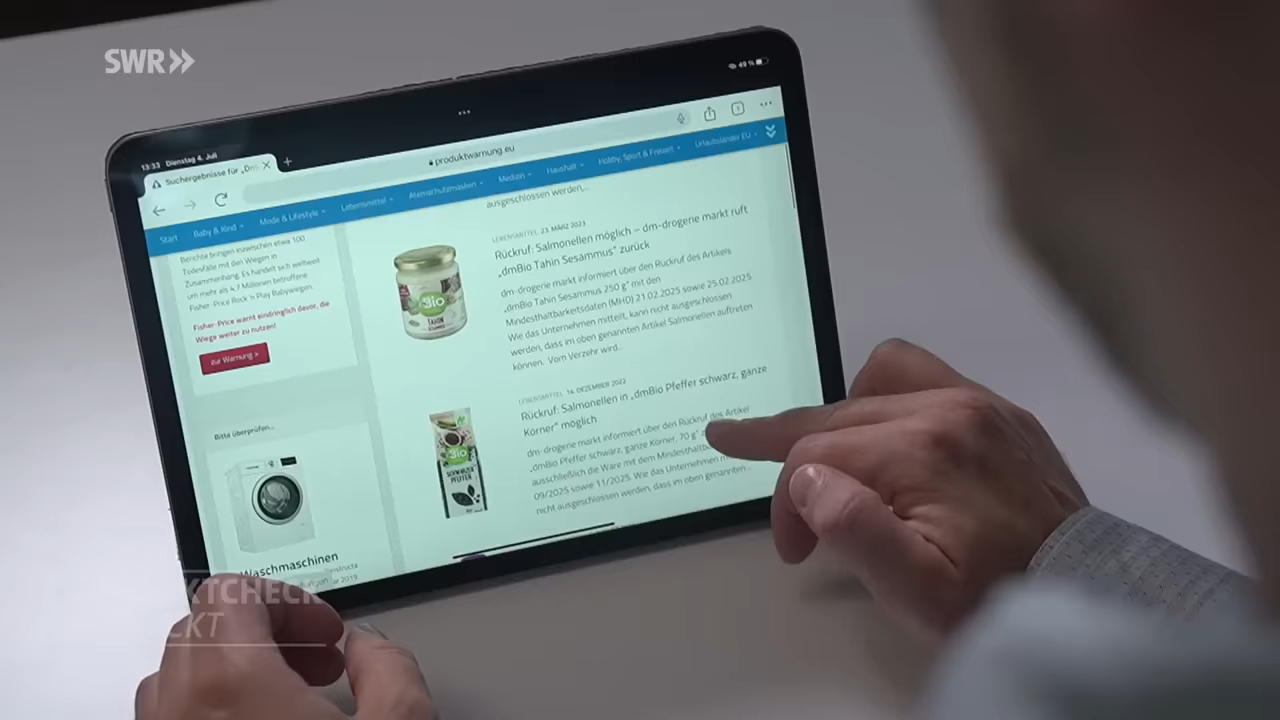 SWR
49 %
13:33 Dienstag 4. Juli
Suchergebnisse für „Dm
produktwarnung.eu
Start Baby & Kind Mode & Lifestyle Lebensmittel Atemschutzmasken Medizin Haushalt Hobby, Sport & Freizeit Urlaubsländer EU
Berichte bringen inzwischen etwa 100
Todesfälle mit den Wiegen in
Zusammenhang. Es handelt sich weltweit
um mehr als 4,7 Millionen betroffene
Fisher-Price Rock 'n Play Babywiegen.
Fisher-Price warnt eindringlich davor, die
Wiege weiter zu nutzen!
zur Warnung >
Bitte überprüfen...
Waschmaschinen
2019
ausgeschlossen werden,...
LEBENSMITTEL 23. MÄRZ 2023
Rückruf: Salmonellen möglich – dm-drogerie markt ruft
„dmBio Tahin Sesammus" zurück
dm-drogerie markt informiert über den Rückruf des Artikels
„dmBio Tahin Sesammus 250 g" mit den
Mindesthaltbarkeitsdaten (MHD) 21.02.2025 sowie 25.02.2025.
Wie das Unternehmen mitteilt, kann nicht ausgeschlossen
werden, dass im oben genannten Artikel Salmonellen auftreten
können. Vom Verzehr wird...
Bio
TAHIN
LEBENSMITTEL 14. DEZEMBER 2022
Rückruf: Salmonellen in „dmBio Pfeffer schwarz, ganze
Körner" möglich
dm-drogerie markt informiert über den Rückruf des Artikel
„dmBio Pfeffer schwarz, ganze Körner, 70 g"
ausschließlich die Ware mit dem Mindesthaltb
09/2025 sowie 11/2025. Wie das Unternehmen
nicht ausgeschlossen werden, dass im oben genannten...
Bio
SCHWARZER
PFEFFER
KTCHECK
CKT